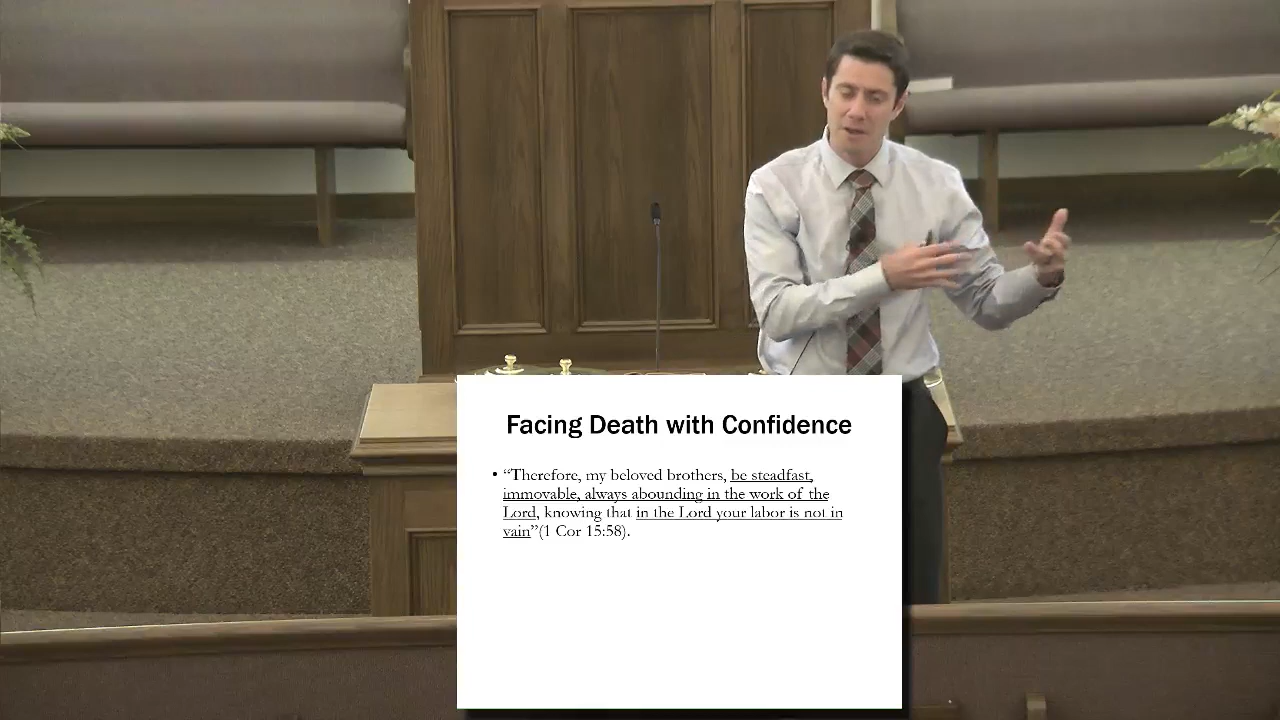 Facing Death with Confidence
• “Therefore, my beloved brothers, be steadfast,
immovable, always abounding in the work of the
Lord, knowing that in the Lord your labor is not in
vain”(1 Cor 15:58).